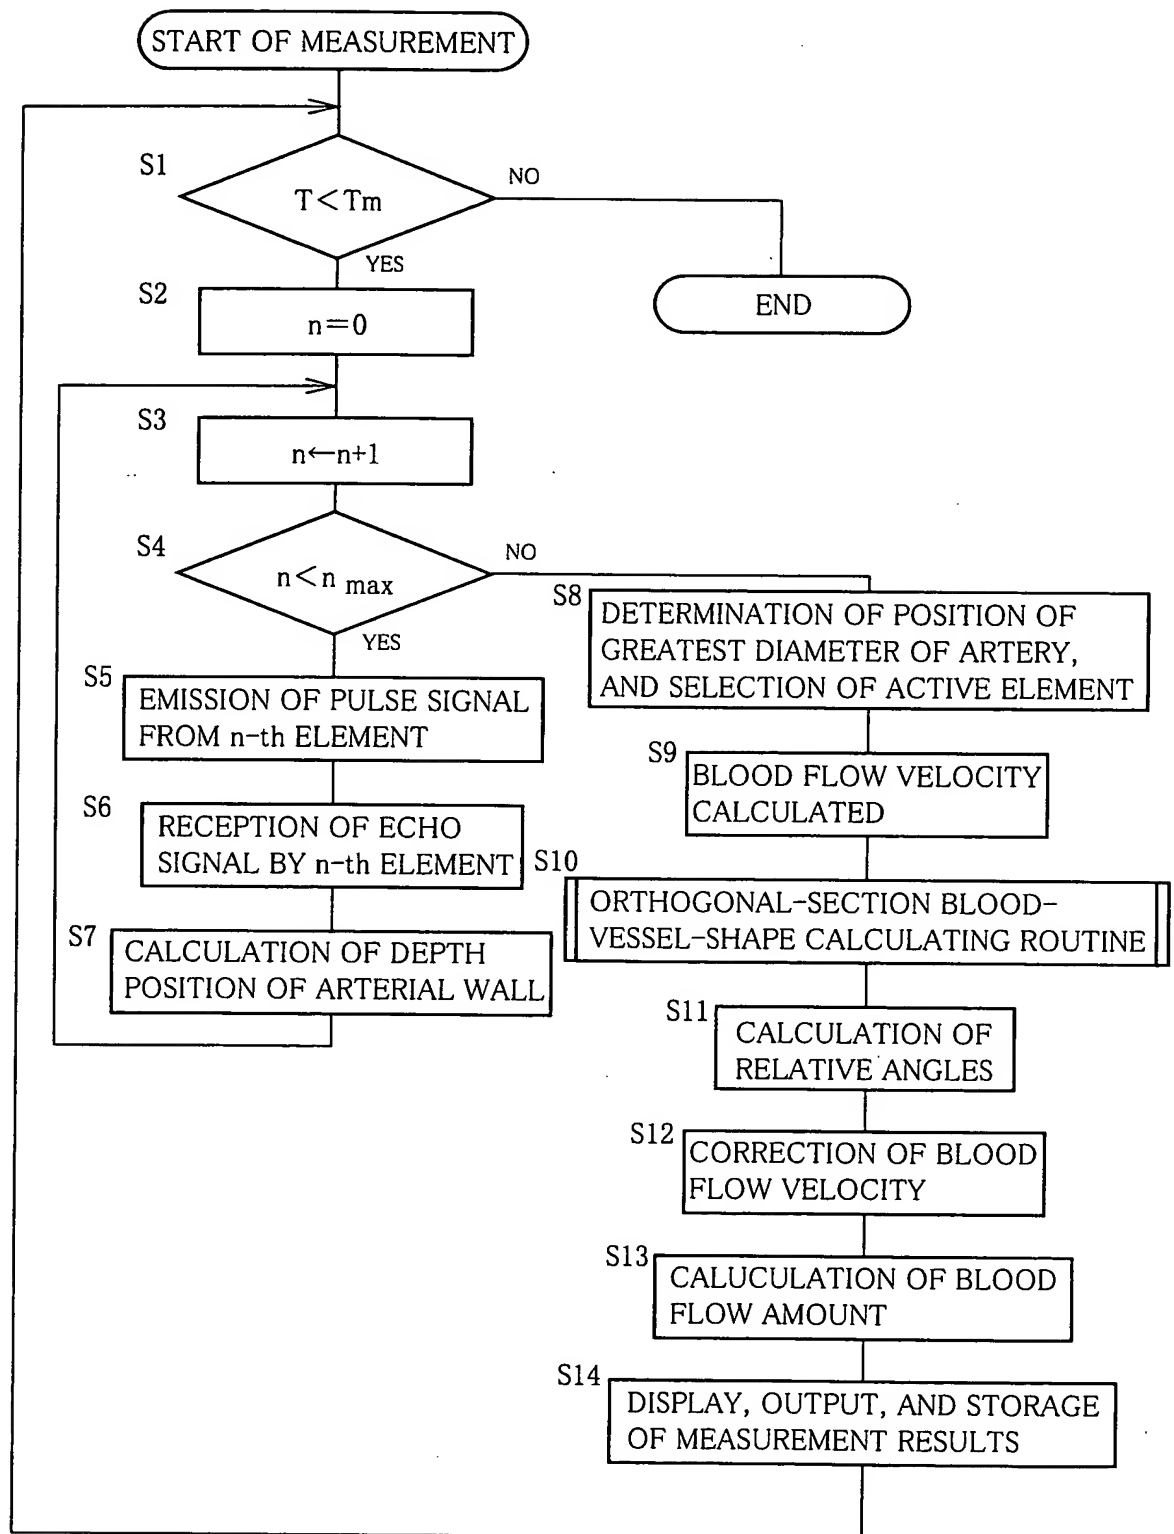 START OF MEASUREMENT
S1
T<Tm
NO
YES
END
S2
n=0
S3
n←n+1
S4
n<n max
NO
YES
S5
EMISSION OF PULSE SIGNAL
FROM n-th ELEMENT
S6
RECEPTION OF ECHO
SIGNAL BY n-th ELEMENT
S7
CALCULATION OF DEPTH
POSITION OF ARTERIAL WALL
S8
DETERMINATION OF POSITION OF
GREATEST DIAMETER OF ARTERY,
AND SELECTION OF ACTIVE ELEMENT
S9
BLOOD FLOW VELOCITY
CALCULATED
S10
ORTHOGONAL-SECTION BLOOD-
VESSEL-SHAPE CALCULATING ROUTINE
S11
CALCULATION OF
RELATIVE ANGLES
S12
CORRECTION OF BLOOD
FLOW VELOCITY
S13
CALUCULATION OF BLOOD
FLOW AMOUNT
S14
DISPLAY, OUTPUT, AND STORAGE
OF MEASUREMENT RESULTS